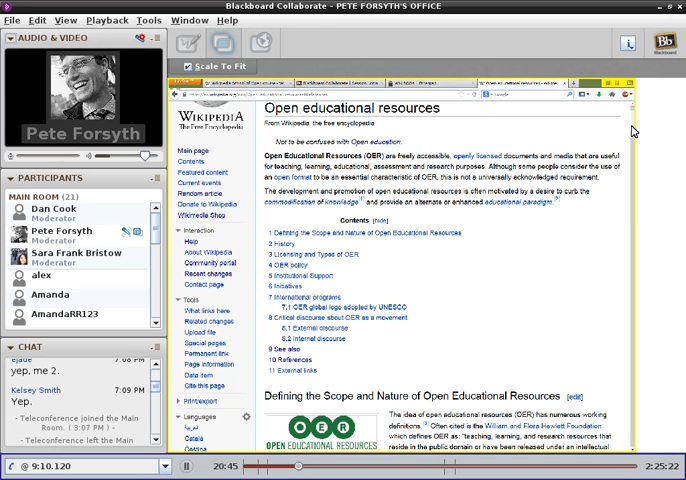 Blackboard Collaborate - PETE FORSYTH'S OFFICE
File Edit View Playback Tools Window Help
AUDIO & VIDEO
Scale To Fit
Pete Forsyth
PARTICIPANTS
MAIN ROOM (21)
Dan Cook
Moderator
Pete Forsyth
Moderator
Sara Frank Bristow
Moderator
alex
Amanda
AmandaRR123
CHAT
ejade 7:08 PM
yep, me 2.
Kelsey Smith 7:09 PM
Yep.
- Teleconference joined the Main
Room. ( 3:07 PM ) -
- Teleconference left the Main
@ 9:10.120
20:45
2:25:22
Bb
WIKIPEDIA
The Free Encyclopedia
Main page
Contents
Featured content
Current events
Random article
Donate to Wikipedia
Wikimedia Shop
Interaction
Help
About Wikipedia
Community portal
Recent changes
Contact page
Tools
What links here
Related changes
Upload file
Special pages
Permanent link
Page information
Data item
Cite this page
Print/export
Languages
العربية
Català
Čeština
Open educational resources
From Wikipedia, the free encyclopedia
Not to be confused with Open education.
Open Educational Resources (OER) are freely accessible, openly licensed documents and media that are useful
for teaching, learning, educational, assessment and research purposes. Although some people consider the use of
an open format to be an essential characteristic of OER, this is not a universally acknowledged requirement.
The development and promotion of open educational resources is often motivated by a desire to curb the
commodification of knowledge[1] and provide an alternate or enhanced educational paradigm.[2]
Contents [hide]
1 Defining the Scope and Nature of Open Educational Resources
2 History
3 Licensing and Types of OER
4 OER policy
5 Institutional Support
6 Initiatives
7 International programs
7.1 OER global logo adopted by UNESCO
8 Critical discourse about OER as a movement
8.1 External discourse
8.2 Internal discourse
9 See also
10 References
11 External links
Defining the Scope and Nature of Open Educational Resources [edit]
OER
OPEN EDUCATIONAL RESOURCES
The idea of open educational resources (OER) has numerous working
definitions.[3] Often cited is the William and Flora Hewlett Foundation
which defines OER as: "teaching, learning, and research resources that
reside in the public domain or have been released under an intellectual